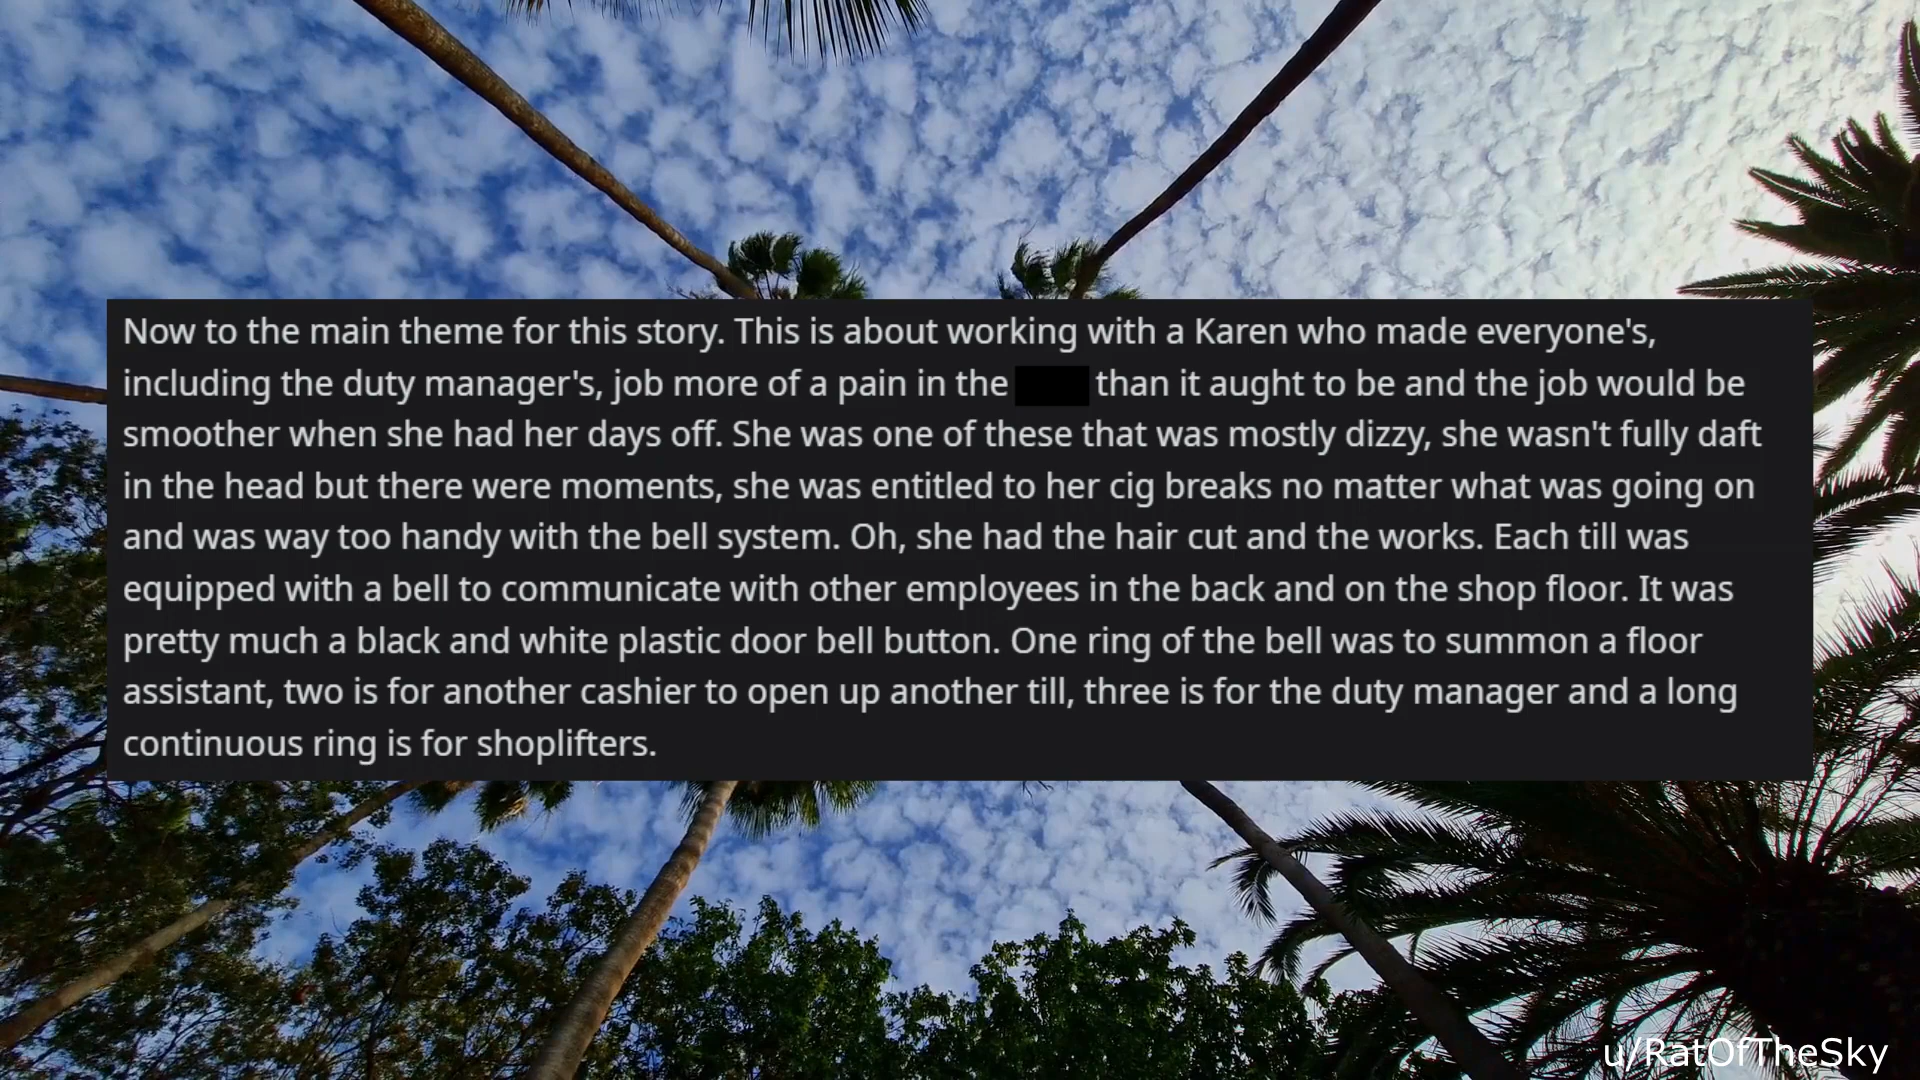 Now to the main theme for this story. This is about working with a Karen who made everyone's,
including the duty manager's, job more of a pain in the than it aught to be and the job would be
smoother when she had her days off. She was one of these that was mostly dizzy, she wasn't fully daft
in the head but there were moments, she was entitled to her cig breaks no matter what was going on
and was way too handy with the bell system. Oh, she had the hair cut and the works. Each till was
equipped with a bell to communicate with other employees in the back and on the shop floor. It was
pretty much a black and white plastic door bell button. One ring of the bell was to summon a floor
assistant, two is for another cashier to open up another till, three is for the duty manager and a long
continuous ring is for shoplifters.
u/RatOfTheSky